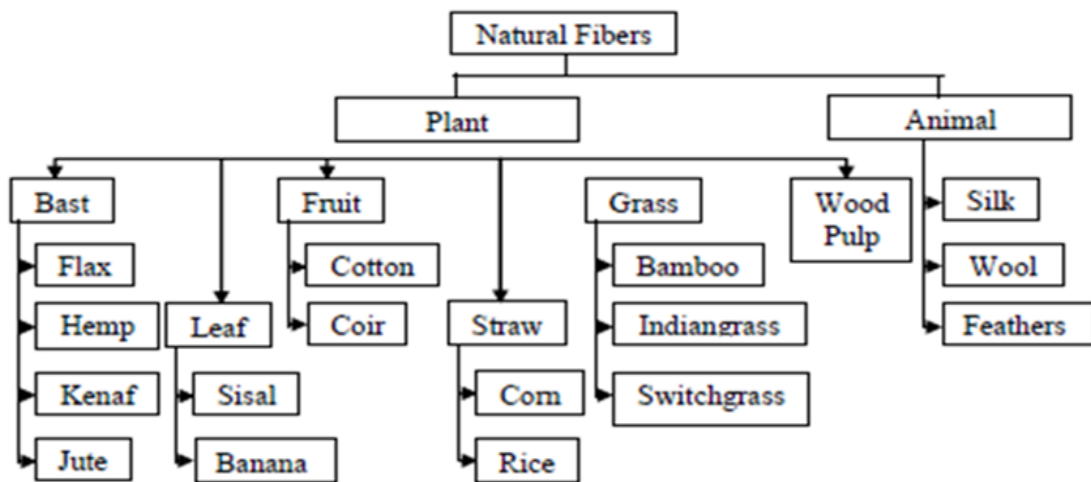 Natural Fibers
Plant
Animal
Bast
Fruit
Grass
Wood
Pulp
Silk
Flax
Cotton
Bamboo
Wool
Hemp
Leaf
Coir
Straw
Indiangrass
Feathers
Kenaf
Sisal
Corn
Switchgrass
Jute
Banana
Rice